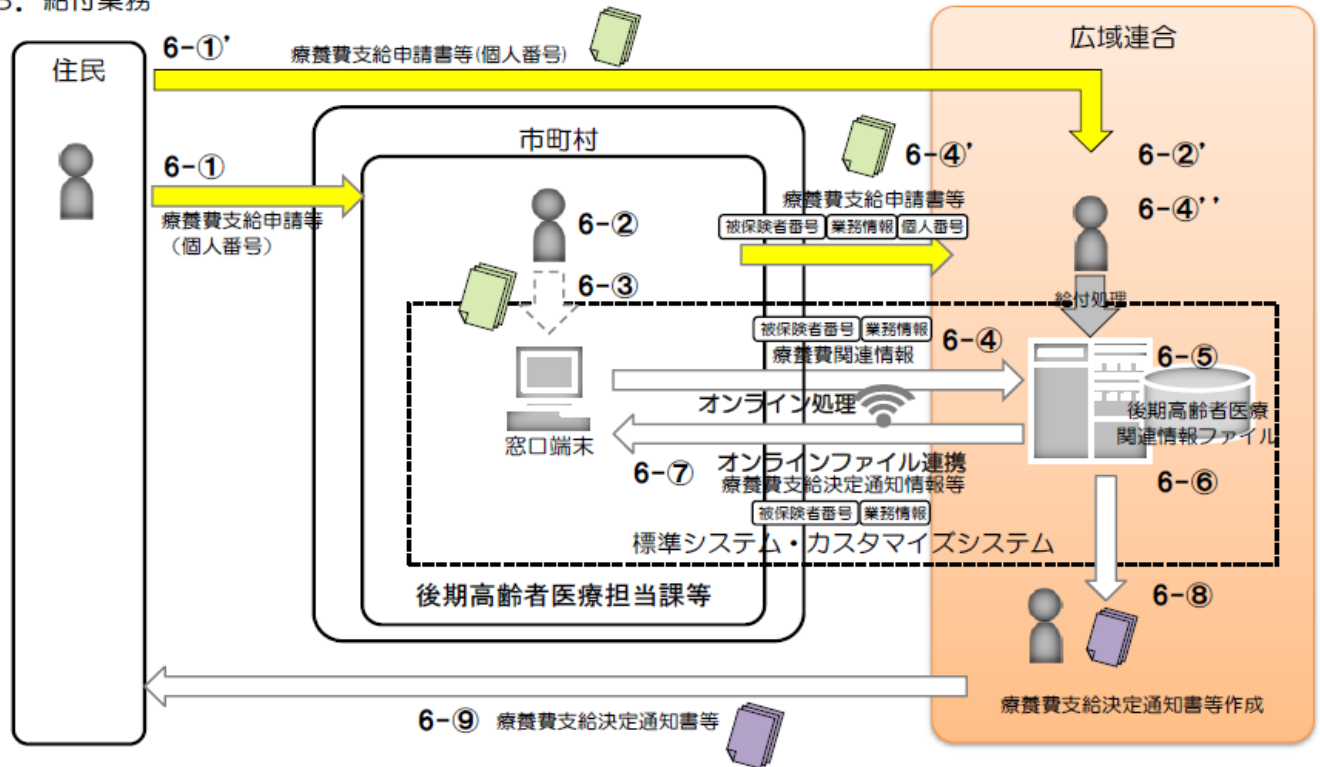 給付業務
住民
広域連合
6-①’
療養費支給申請書等(個人番号)
市町村
6-①
療養費支給申請等
（個人番号）
6-②
6-③
6-④’
療養費支給申請書等
被保険者番号 業務情報 個人番号
6-②’
6-④’’
給付処理
被保険者番号 業務情報
療養費関連情報
6-④
オンライン処理
窓口端末
6-⑤
後期高齢者医療
関連情報ファイル
6-⑦
オンラインファイル連携
療養費支給決定通知情報等
被保険者番号 業務情報
6-⑥
標準システム・カスタマイズシステム
後期高齢者医療担当課等
6-⑧
療養費支給決定通知書等作成
6-⑨ 療養費支給決定通知書等